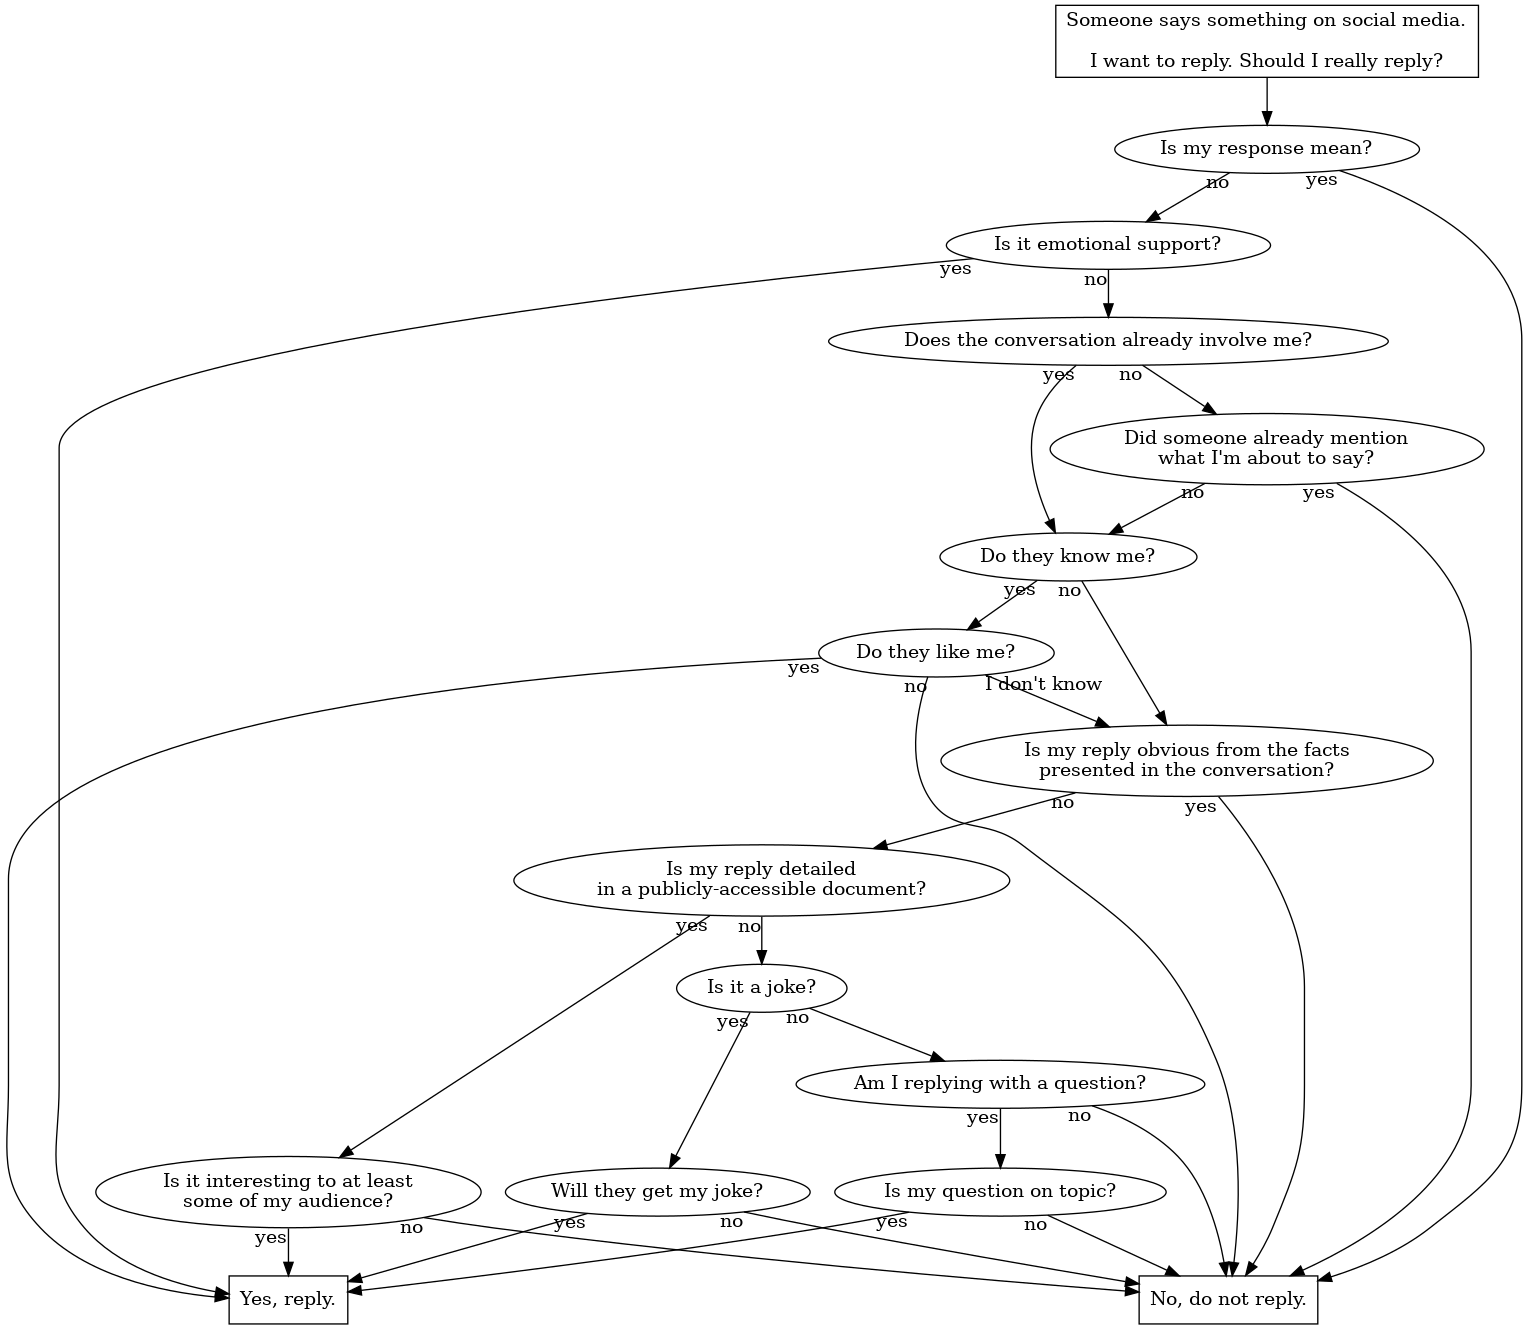 Someone says something on social media.
I want to reply. Should I really reply?
Is my response mean?
no
yes
Is it emotional support?
yes
no
Does the conversation already involve me?
yes
no
Did someone already mention
what I'm about to say?
no
yes
Do they know me?
yes
no
Do they like me?
yes
no
I don't know
Is my reply obvious from the facts
presented in the conversation?
no
yes
Is my reply detailed
in a publicly-accessible document?
yes
no
Is it a joke?
yes
no
Am I replying with a question?
yes
no
Is it interesting to at least
some of my audience?
yes
no
Will they get my joke?
yes
no
Is my question on topic?
yes
no
Yes, reply.
No, do not reply.